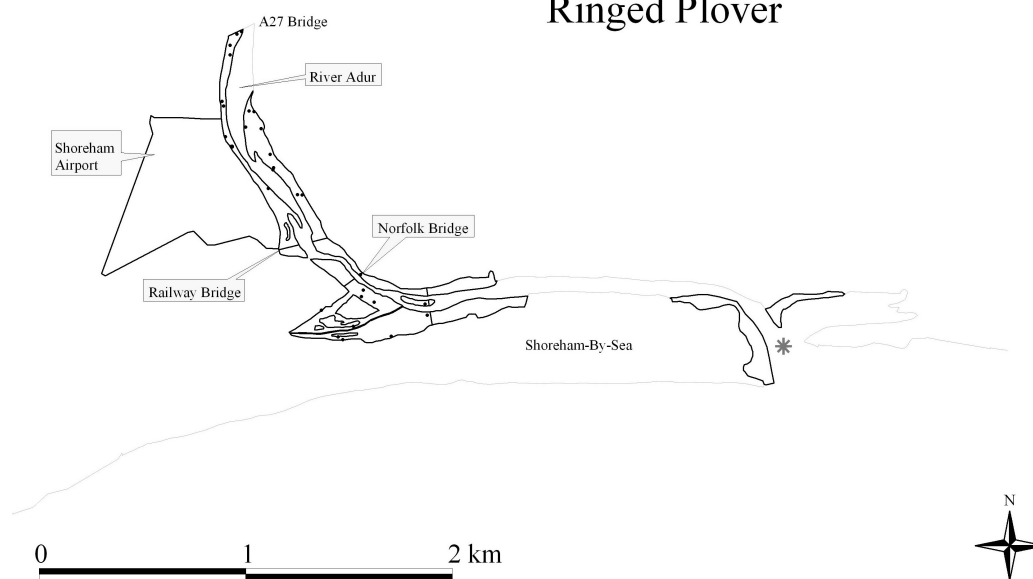 Ringed Plover
A27 Bridge
River Adur
Shoreham
Airport
Norfolk Bridge
Railway Bridge
Shoreham-By-Sea
N
0 1 2 km